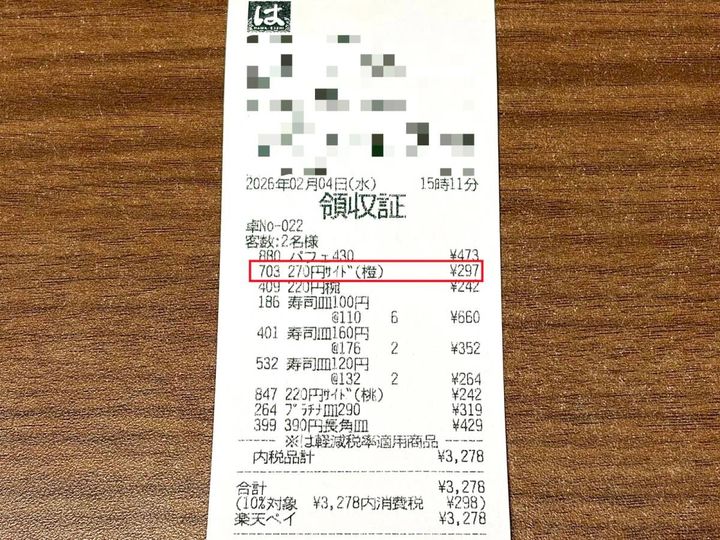 は
2026年02月04日(水) 15時11分
領収証
卓No-022
客数:2名様
880 パフェ430 ¥473
703 270円ｻｲﾄﾞ(橙) ¥297
409 220円椀 ¥242
186 寿司皿100円
@110 6 ¥660
401 寿司皿160円
@176 2 ¥352
532 寿司皿120円
@132 2 ¥264
847 220円ｻｲﾄﾞ(桃) ¥242
264 ﾌﾟﾗﾁﾅ皿290 ¥319
399 390円長角皿 ¥429
※は軽減税率適用商品
内税品計 ¥3,278
合計 ¥3,278
(10%対象 ¥3,278内消費税 ¥298)
楽天ペイ ¥3,278